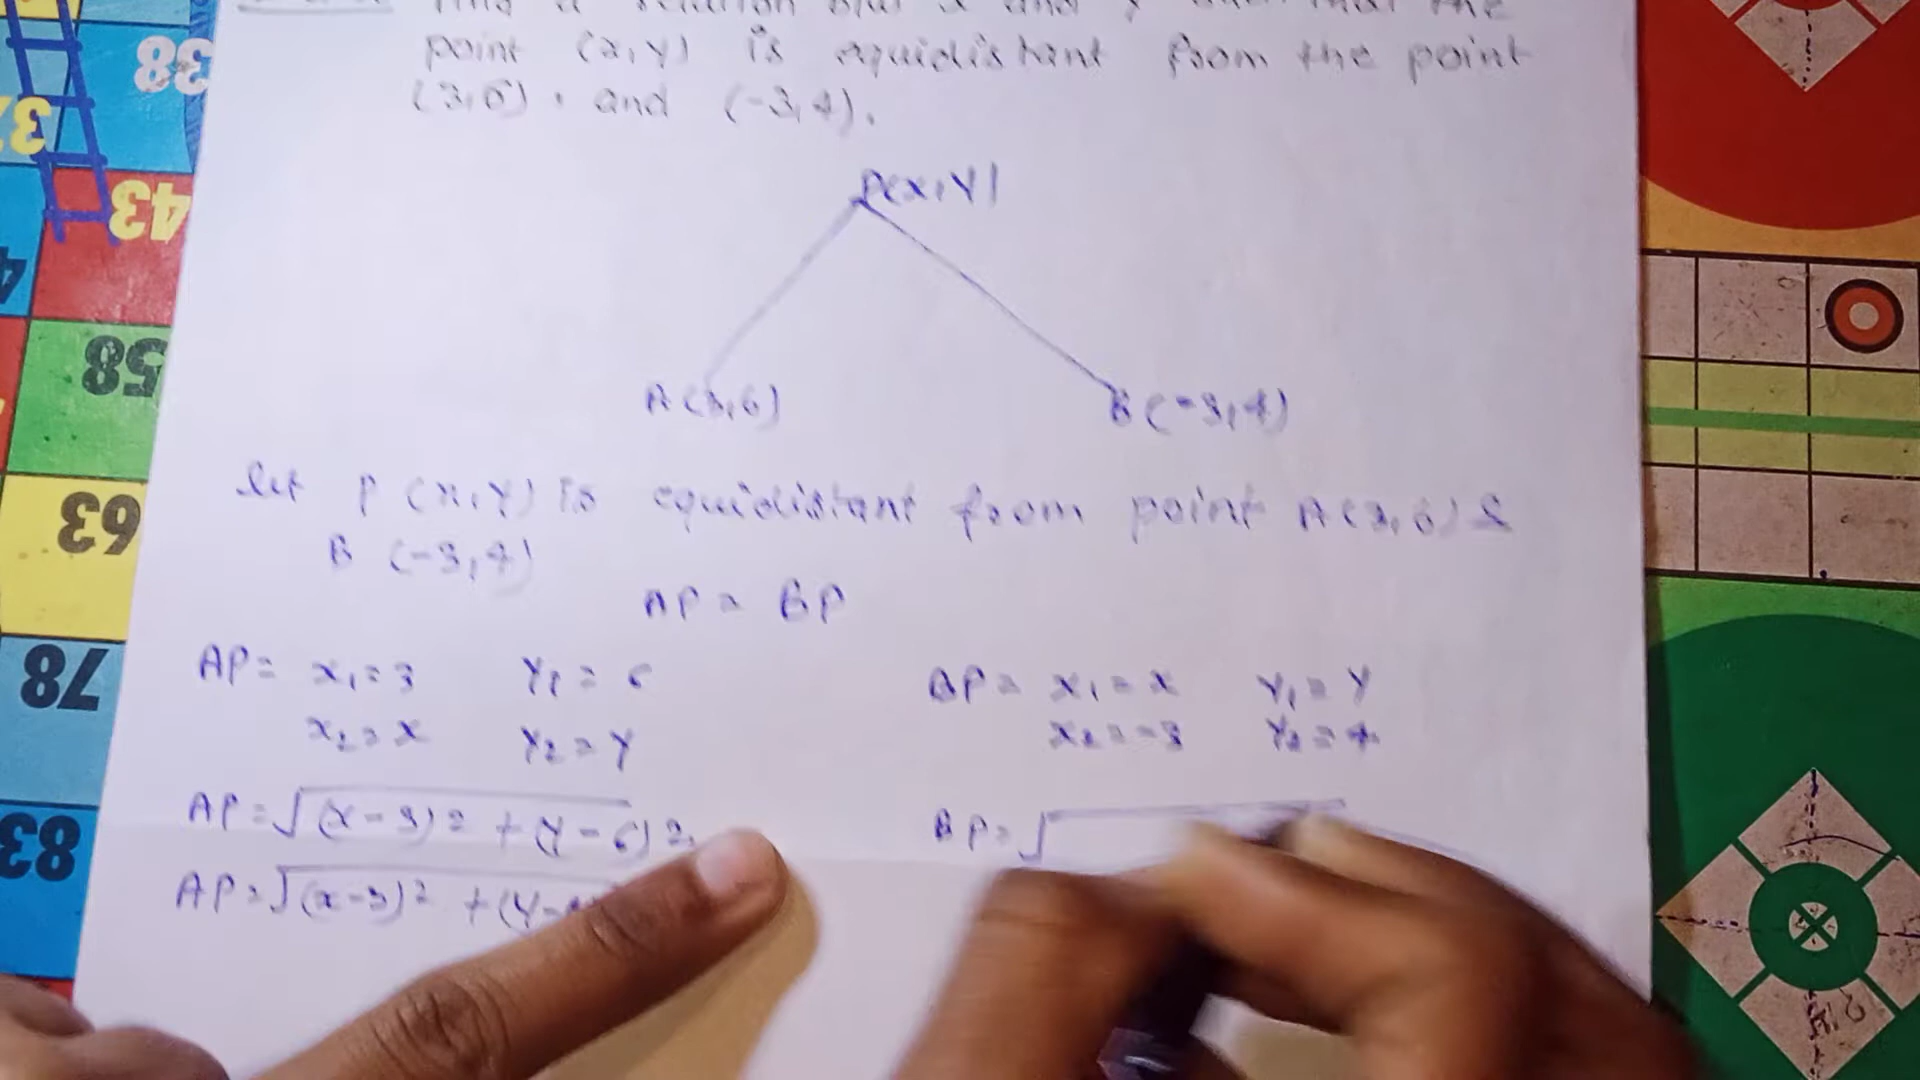 point (x,y) is equidistant from the point
(3,6) . and (-3,4).
P(x,y)
A (3,6)
B (-3,4)
let P (x,y) is equidistant from point A(3,6) &
B (-3,4)
AP = BP
AP = x1 = 3 y1 = 6
x2 = x y2 = y
BP = x1 = x y1 = y
x2 = -3 y2 = 4
AP = √(x-3)2 + (y-6)2
BP = √
AP = √(x-3)2 + (y-
38
37
43
58
63
78
83